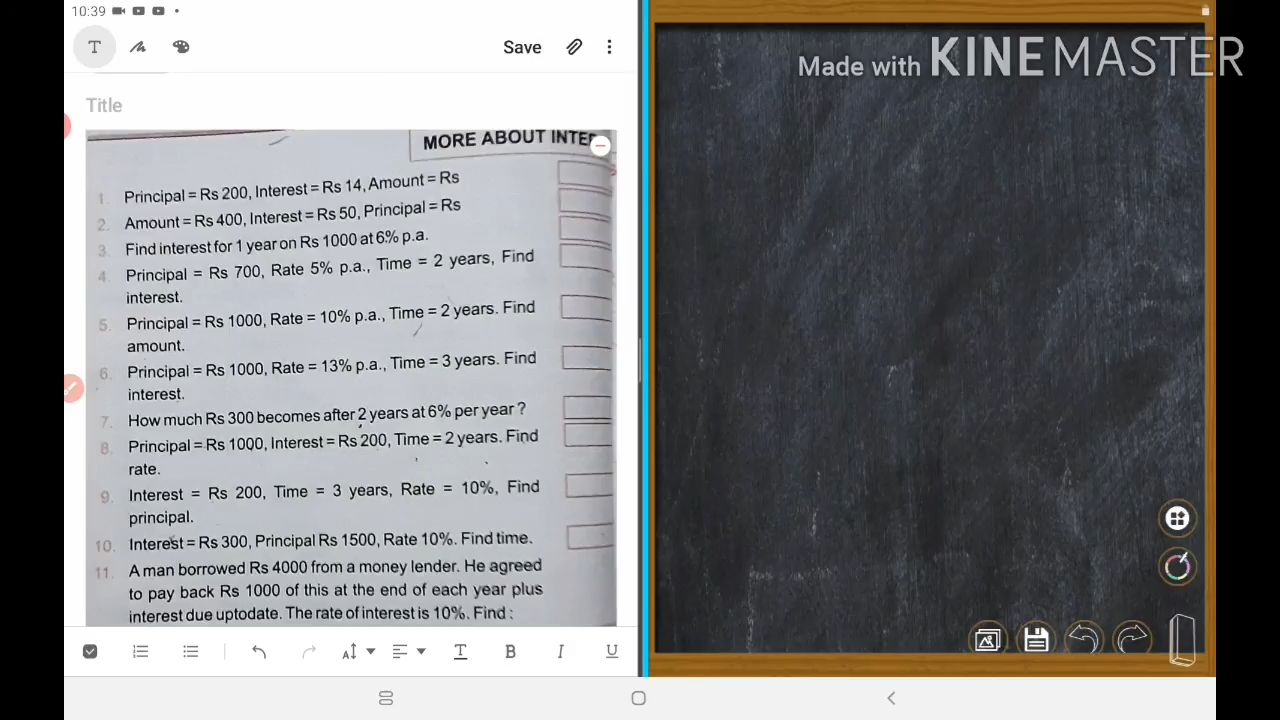 10:39
Made with KINEMASTER
T
Save
Title
MORE ABOUT INTE
1. Principal = Rs 200, Interest = Rs 14, Amount = Rs
2. Amount = Rs 400, Interest = Rs 50, Principal = Rs
3. Find interest for 1 year on Rs 1000 at 6% p.a.
4. Principal = Rs 700, Rate 5% p.a., Time = 2 years, Find
interest.
5. Principal = Rs 1000, Rate = 10% p.a., Time = 2 years. Find
amount.
6. Principal = Rs 1000, Rate = 13% p.a., Time = 3 years. Find
interest.
7. How much Rs 300 becomes after 2 years at 6% per year ?
8. Principal = Rs 1000, Interest = Rs 200, Time = 2 years. Find
rate.
9. Interest = Rs 200, Time = 3 years, Rate = 10%, Find
principal.
10. Interest = Rs 300, Principal Rs 1500, Rate 10%. Find time.
11. A man borrowed Rs 4000 from a money lender. He agreed
to pay back Rs 1000 of this at the end of each year plus
interest due uptodate. The rate of interest is 10%. Find :
T B I U